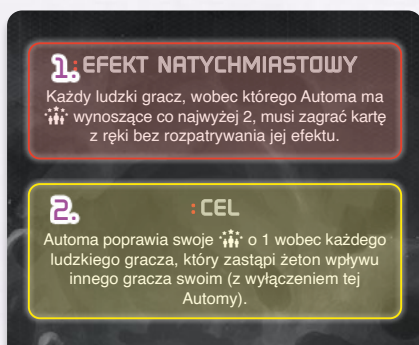 1. : EFEKT NATYCHMIASTOWY
Każdy ludzki gracz, wobec którego Automa ma
wynoszące co najwyżej 2, musi zagrać kartę
z ręki bez rozpatrywania jej efektu.
2. : CEL
Automa poprawia swoje o 1 wobec każdego
ludzkiego gracza, który zastąpi żeton wpływu
innego gracza swoim (z wyłączeniem tej
Automy).